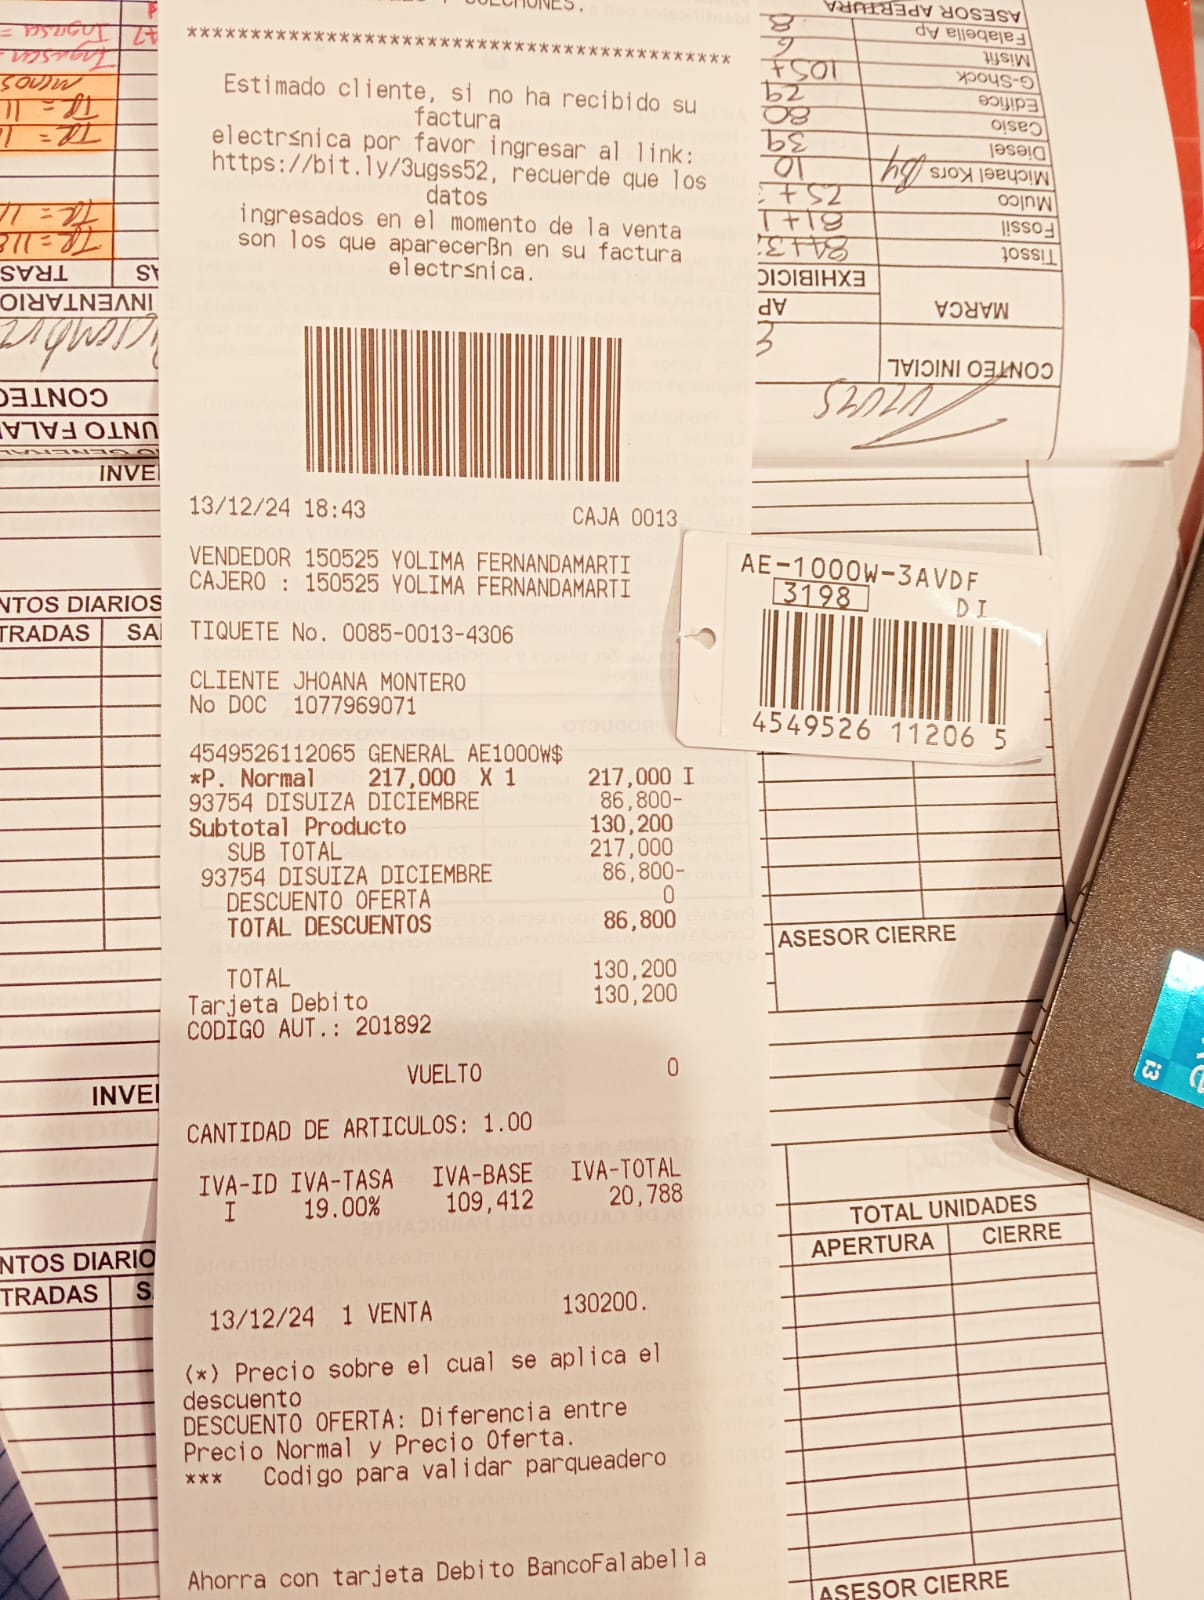 *********************************************
Estimado cliente, si no ha recibido su
factura
electr≤nica por favor ingresar al link:
https://bit.ly/3ugss52, recuerde que los
datos
ingresados en el momento de la venta
son los que aparecerßn en su factura
electr≤nica.
13/12/24 18:43 CAJA 0013
VENDEDOR 150525 YOLIMA FERNANDAMARTI
CAJERO : 150525 YOLIMA FERNANDAMARTI
TIQUETE No. 0085-0013-4306
CLIENTE JHOANA MONTERO
No DOC 1077969071
4549526112065 GENERAL AE1000W$
*P. Normal 217,000 X 1 217,000 I
93754 DISUIZA DICIEMBRE 86,800-
Subtotal Producto 130,200
SUB TOTAL 217,000
93754 DISUIZA DICIEMBRE 86,800-
DESCUENTO OFERTA 0
TOTAL DESCUENTOS 86,800
TOTAL 130,200
Tarjeta Debito 130,200
CODIGO AUT.: 201892
VUELTO 0
CANTIDAD DE ARTICULOS: 1.00
IVA-ID IVA-TASA IVA-BASE IVA-TOTAL
I 19.00% 109,412 20,788
13/12/24 1 VENTA 130200.
(*) Precio sobre el cual se aplica el
descuento
DESCUENTO OFERTA: Diferencia entre
Precio Normal y Precio Oferta.
*** Codigo para validar parqueadero
Ahorra con tarjeta Debito BancoFalabella
AE-1000W-3AVDF
3198 DI
4549526 11206 5
CONTEO INICIAL
MARCA
EXHIBICIO
Tissot
Fossil
Mulco
Michael Kors
Diesel
Casio
Edifice
G-Shock
Misfit
Falabella Ap
ASESOR APERTURA
CONTEO
INVENTARIO
TRAS
INVE
NTOS DIARIOS
TRADAS SA
INVE
NTOS DIARIO
TRADAS S
ASESOR CIERRE
TOTAL UNIDADES
APERTURA CIERRE
ASESOR CIERRE
i3